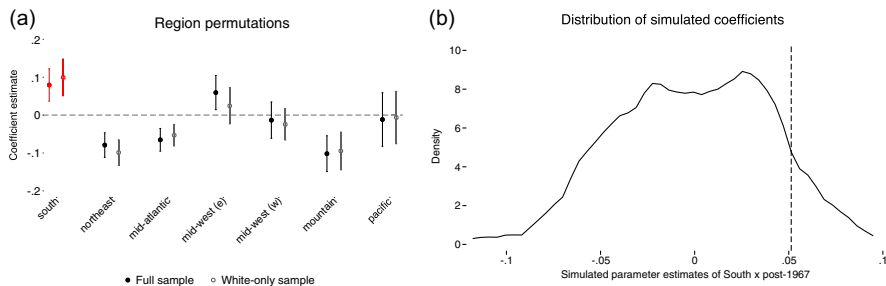 (a)
Region permutations
Coefficient estimate
.2
.1
0
-.1
-.2
south
northeast
mid-atlantic
mid-west (e)
mid-west (w)
mountain
pacific
Full sample
White-only sample
(b)
Distribution of simulated coefficients
Density
10
8
6
4
2
0
-.1
-.05
0
.05
.1
Simulated parameter estimates of South x post-1967